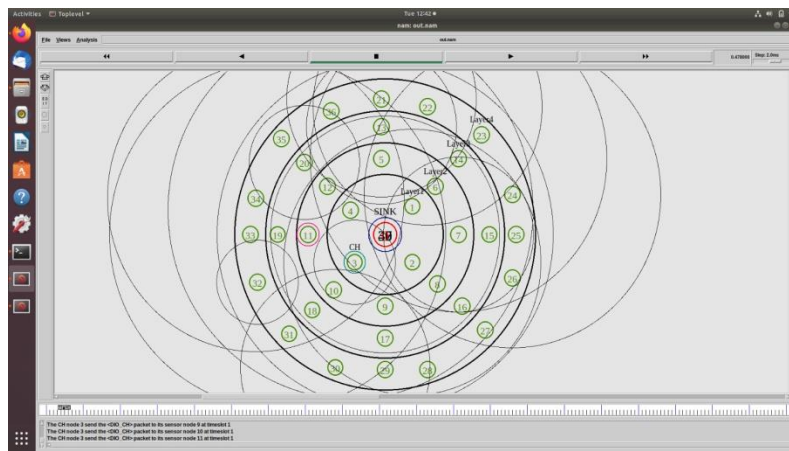 Activities Toplevel Tue 12:42
nam: out.nam
File Views Analysis out.nam
Step: 2.0ms
21
36 22
13 Layer4
35 23
5 Layer3
20 14
12 Layer2
6
34 Layer1 24
4 1
SINK
33 19 11 7 15 25
CH
3 2
32 26
10 8
18 9 16
31 27
17
30 29 28
The CH node 3 send the <DIO_CH> packet to its sensor node 9 at timeslot 1
The CH node 3 send the <DIO_CH> packet to its sensor node 10 at timeslot 1
The CH node 3 send the <DIO_CH> packet to its sensor node 11 at timeslot 1